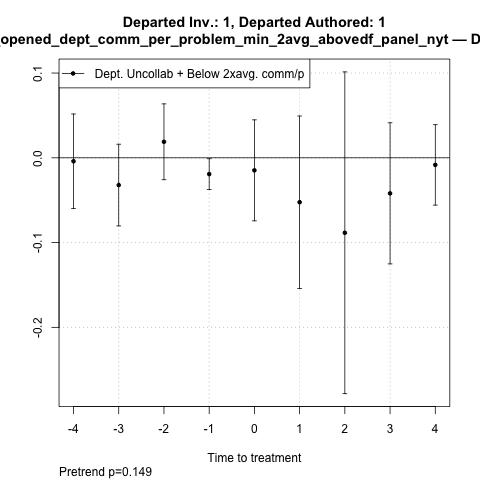 Departed Inv.: 1, Departed Authored: 1
_opened_dept_comm_per_problem_min_2avg_abovedf_panel_nyt — D
Dept. Uncollab + Below 2xavg. comm/p
0.1
0.0
-0.1
-0.2
-4 -3 -2 -1 0 1 2 3 4
Time to treatment
Pretrend p=0.149